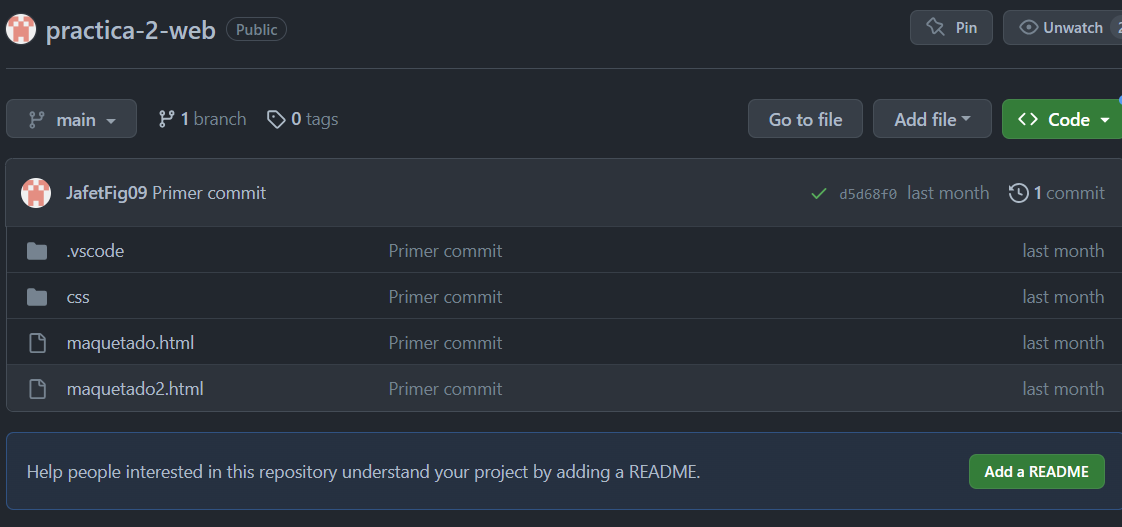 practica-2-web Public Pin Unwatch 2
main 1 branch 0 tags Go to file Add file Code
JafetFig09 Primer commit d5d68f0 last month 1 commit
.vscode Primer commit last month
css Primer commit last month
maquetado.html Primer commit last month
maquetado2.html Primer commit last month
Help people interested in this repository understand your project by adding a README. Add a README